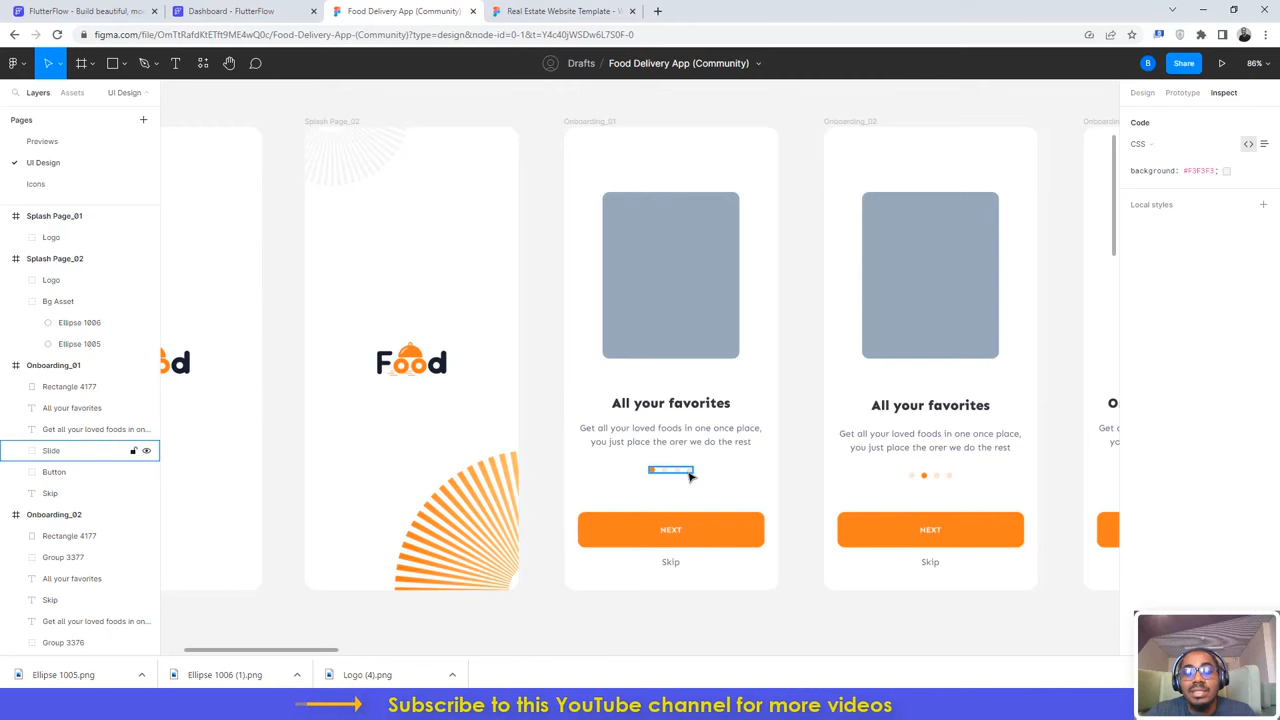 FlutterFlow - Build beautiful, mo
Dashboard - FlutterFlow
Food Delivery App (Community)
Real Estate Website Template - W
figma.com/file/OmTtRafdKtETft9ME4wQ0c/Food-Delivery-App-(Community)?type=design&node-id=0-1&t=Y4c40jWSDw6L7S0F-0
Drafts / Food Delivery App (Community)
B
Share
86%
Layers
Assets
UI Design
Design
Prototype
Inspect
Pages
Previews
UI Design
Icons
Splash Page_01
Logo
Splash Page_02
Logo
Bg Asset
Ellipse 1006
Ellipse 1005
Onboarding_01
Rectangle 4177
All your favorites
Get all your loved foods in on...
Slide
Button
Skip
Onboarding_02
Rectangle 4177
Group 3377
All your favorites
Skip
Get all your loved foods in on...
Group 3376
Splash Page_02
Food
Onboarding_01
All your favorites
Get all your loved foods in one once place,
you just place the orer we do the rest
NEXT
Skip
Onboarding_02
All your favorites
Get all your loved foods in one once place,
you just place the orer we do the rest
NEXT
Skip
Code
CSS
background: #F3F3F3;
Local styles
Ellipse 1005.png
Ellipse 1006 (1).png
Logo (4).png
Subscribe to this YouTube channel for more videos